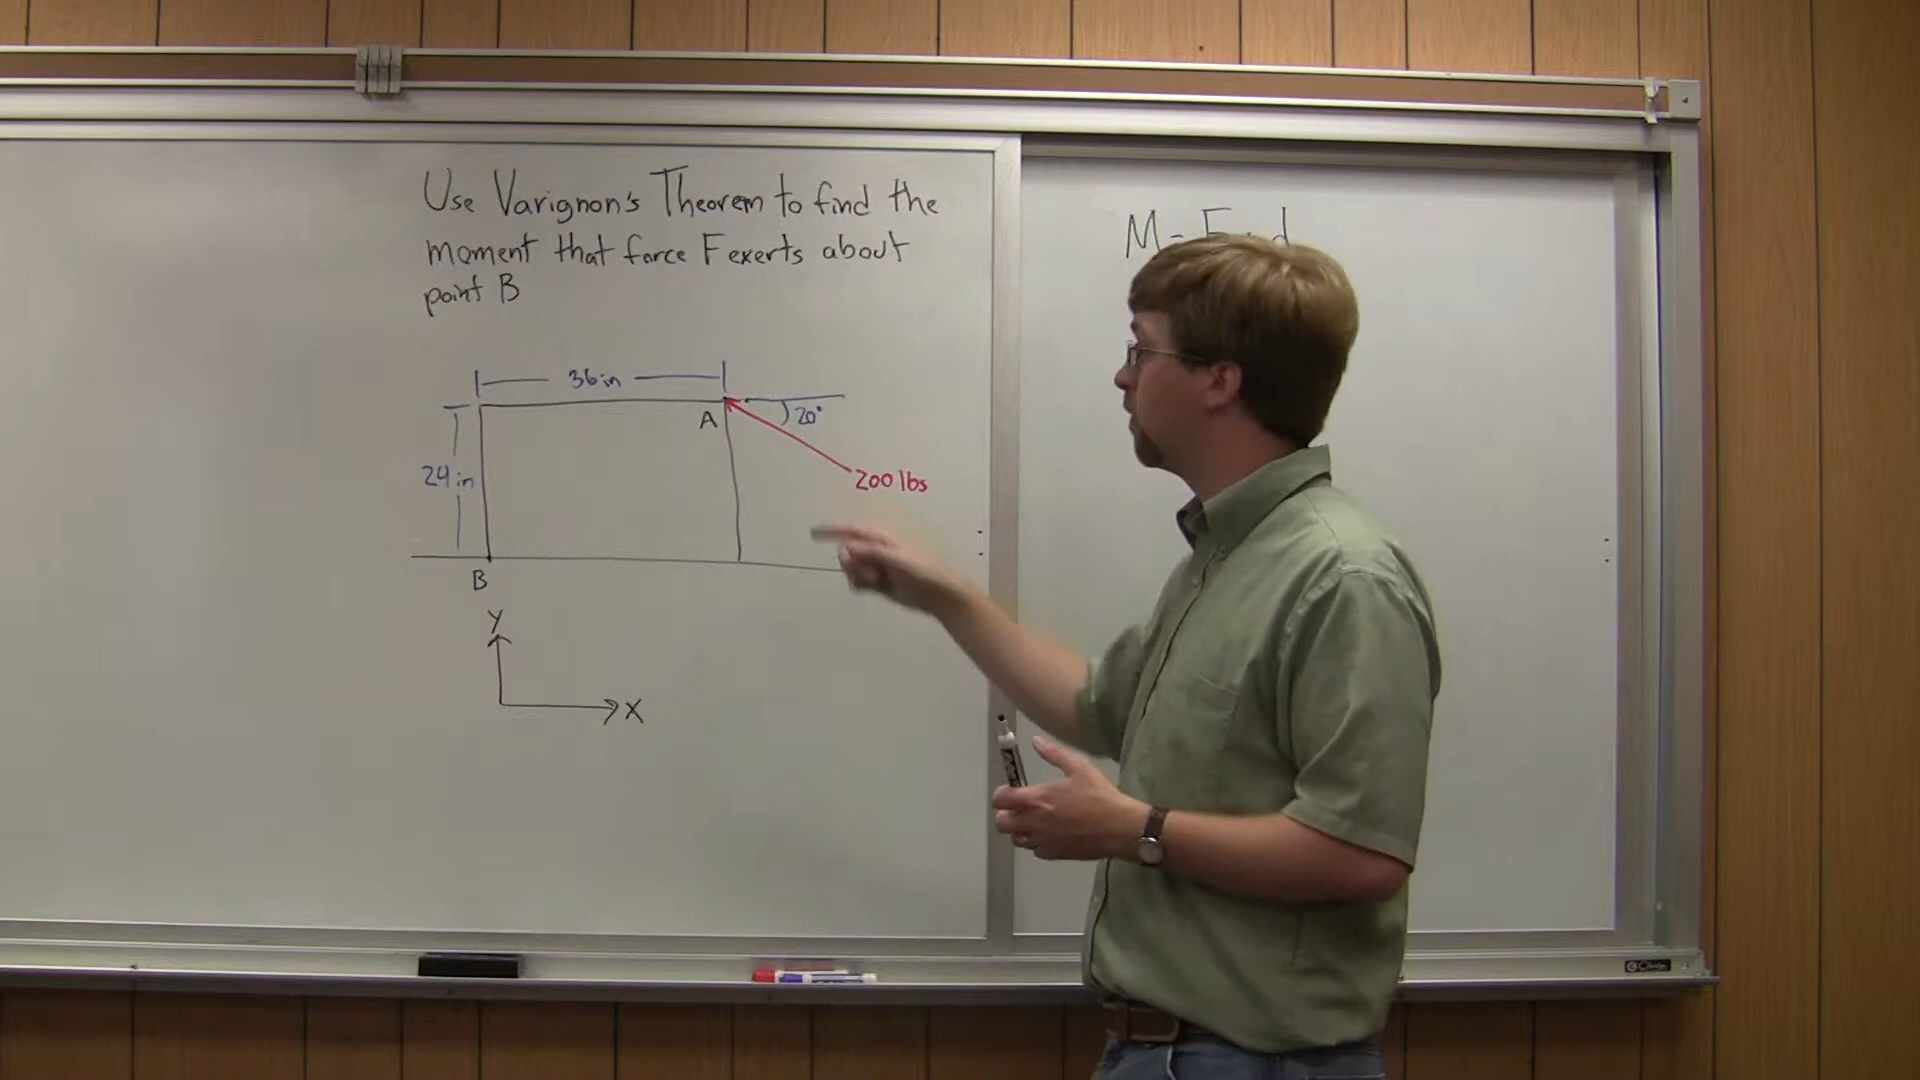 Use Varignon's Theorem to find the
moment that force F exerts about
point B
M=F
d
36 in
A
20°
24 in
200 lbs
B
Y
X